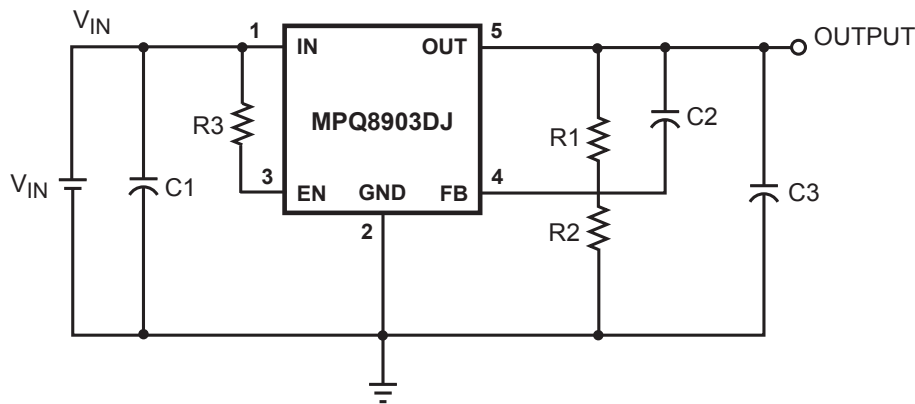 V_IN
1
IN
OUT
5
OUTPUT
R3
MPQ8903DJ
R1
C2
V_IN
C1
3
EN
GND
FB
4
C3
2
R2